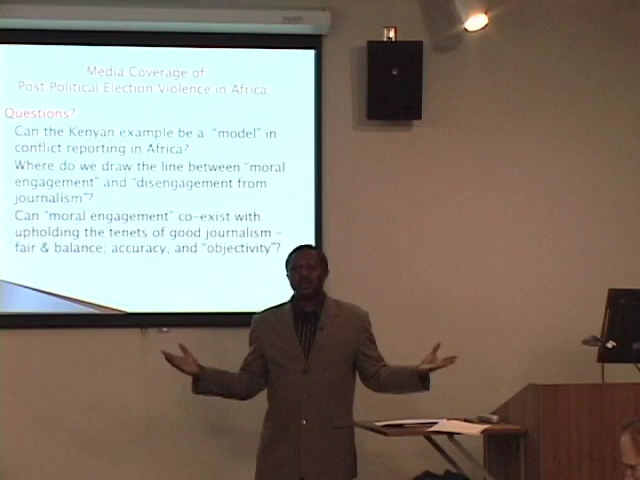 Media Coverage of
Post Political Election Violence in Africa:
Questions?
Can the Kenyan example be a "model" in
conflict reporting in Africa?
Where do we draw the line between "moral
engagement" and "disengagement from
journalism"?
Can "moral engagement" co-exist with
upholding the tenets of good journalism –
fair & balance; accuracy, and "objectivity"?